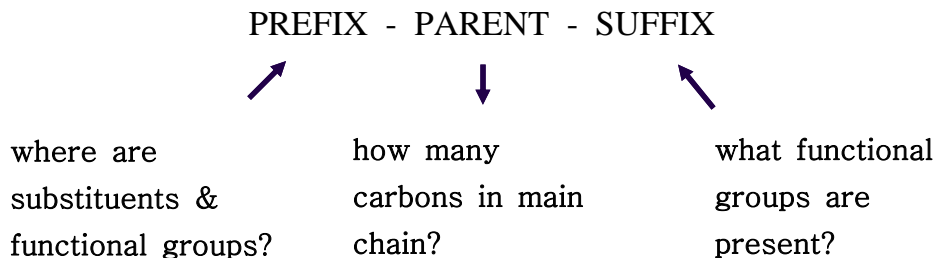 PREFIX - PARENT - SUFFIX
where are
substituents &
functional groups?
how many
carbons in main
chain?
what functional
groups are
present?